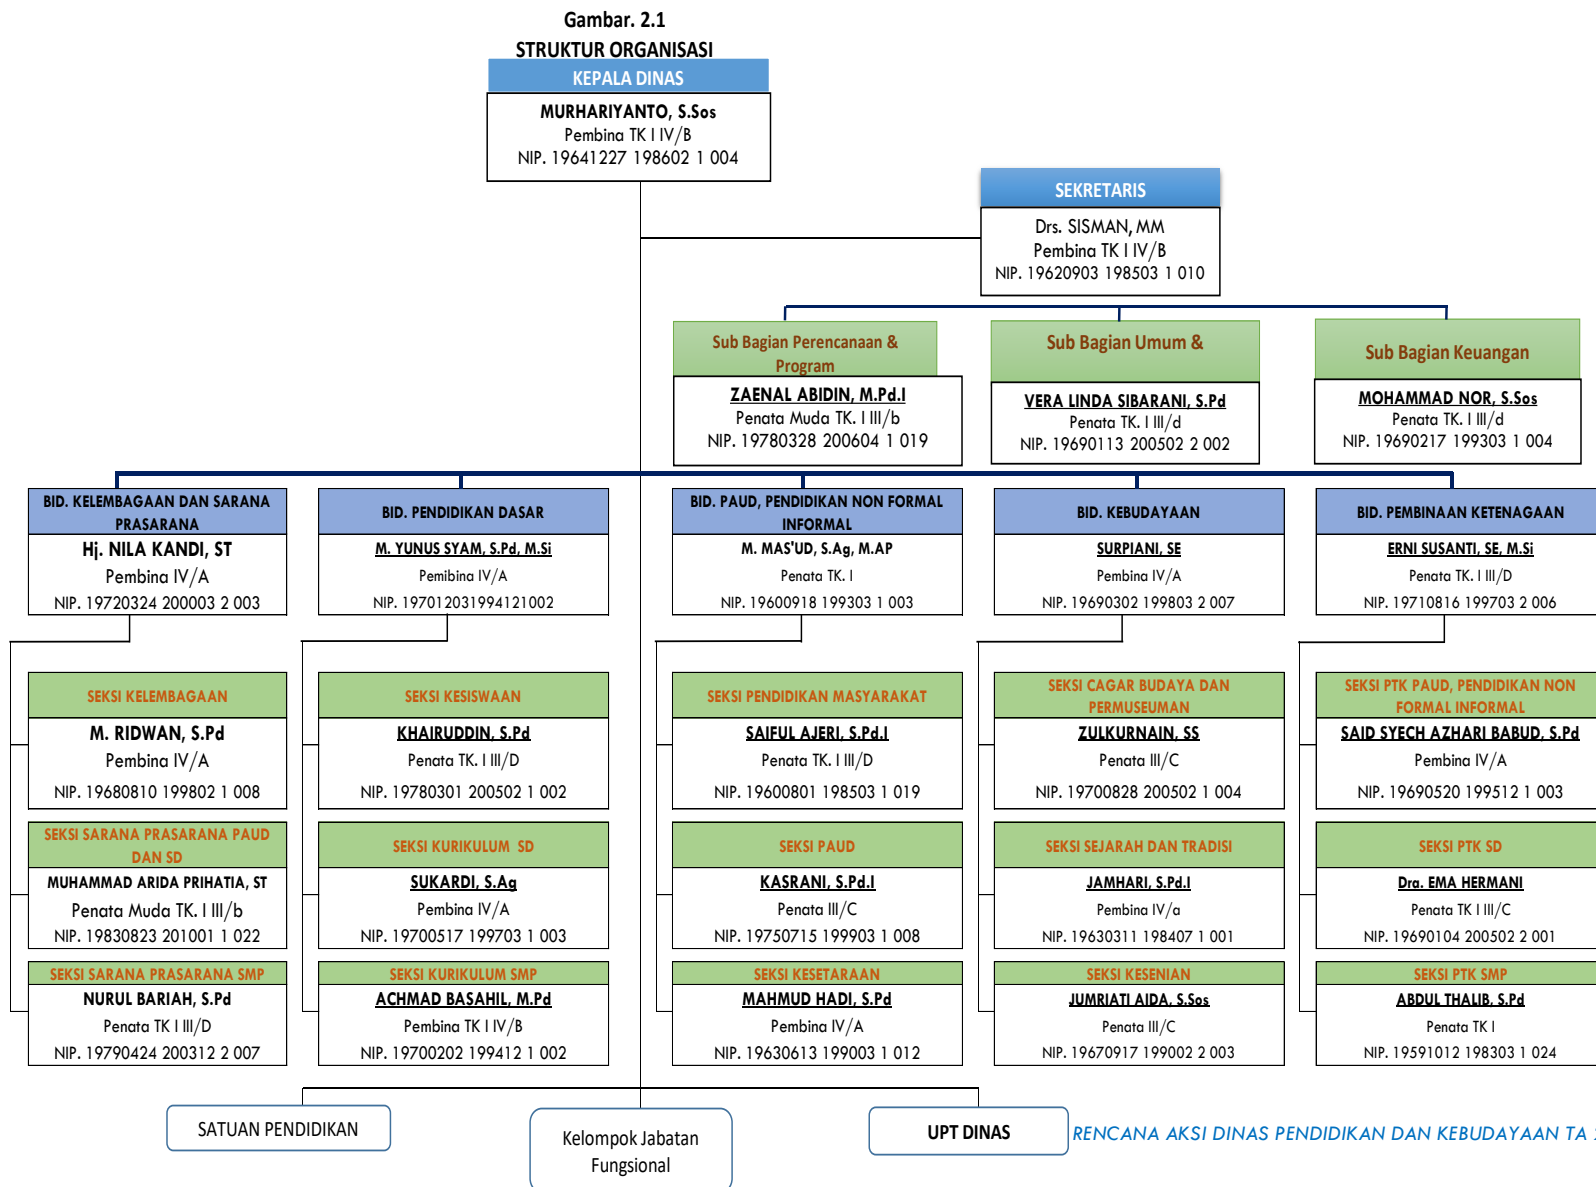 Gambar. 2.1
STRUKTUR ORGANISASI
KEPALA DINAS
MURHARIYANTO, S.Sos
Pembina TK I IV/B
NIP. 19641227 198602 1 004
SEKRETARIS
Drs. SISMAN, MM
Pembina TK I IV/B
NIP. 19620903 198503 1 010
Sub Bagian Perencanaan &
Program
ZAENAL ABIDIN, M.Pd.I
Penata Muda TK. I III/b
NIP. 19780328 200604 1 019
Sub Bagian Umum &
VERA LINDA SIBARANI, S.Pd
Penata TK. I III/d
NIP. 19690113 200502 2 002
Sub Bagian Keuangan
MOHAMMAD NOR, S.Sos
Penata TK. I III/d
NIP. 19690217 199303 1 004
BID. KELEMBAGAAN DAN SARANA
PRASARANA
Hj. NILA KANDI, ST
Pembina IV/A
NIP. 19720324 200003 2 003
BID. PENDIDIKAN DASAR
M. YUNUS SYAM, S.Pd, M.Si
Pemibina IV/A
NIP. 197012031994121002
BID. PAUD, PENDIDIKAN NON FORMAL
INFORMAL
M. MAS'UD, S.Ag, M.AP
Penata TK. I
NIP. 19600918 199303 1 003
BID. KEBUDAYAAN
SURPIANI, SE
Pembina IV/A
NIP. 19690302 199803 2 007
BID. PEMBINAAN KETENAGAAN
ERNI SUSANTI, SE, M.Si
Penata TK. I III/D
NIP. 19710816 199703 2 006
SEKSI KELEMBAGAAN
M. RIDWAN, S.Pd
Pembina IV/A
NIP. 19680810 199802 1 008
SEKSI KESISWAAN
KHAIRUDDIN, S.Pd
Penata TK. I III/D
NIP. 19780301 200502 1 002
SEKSI PENDIDIKAN MASYARAKAT
SAIFUL AJERI, S.Pd.I
Penata TK. I III/D
NIP. 19600801 198503 1 019
SEKSI CAGAR BUDAYA DAN
PERMUSEUMAN
ZULKURNAIN, SS
Penata III/C
NIP. 19700828 200502 1 004
SEKSI PTK PAUD, PENDIDIKAN NON
FORMAL INFORMAL
SAID SYECH AZHARI BABUD, S.Pd
Pembina IV/A
NIP. 19690520 199512 1 003
SEKSI SARANA PRASARANA PAUD
DAN SD
MUHAMMAD ARIDA PRIHATIA, ST
Penata Muda TK. I III/b
NIP. 19830823 201001 1 022
SEKSI KURIKULUM SD
SUKARDI, S.Ag
Pembina IV/A
NIP. 19700517 199703 1 003
SEKSI PAUD
KASRANI, S.Pd.I
Penata III/C
NIP. 19750715 199903 1 008
SEKSI SEJARAH DAN TRADISI
JAMHARI, S.Pd.I
Pembina IV/a
NIP. 19630311 198407 1 001
SEKSI PTK SD
Dra. EMA HERMANI
Penata TK I III/C
NIP. 19690104 200502 2 001
SEKSI SARANA PRASARANA SMP
NURUL BARIAH, S.Pd
Penata TK I III/D
NIP. 19790424 200312 2 007
SEKSI KURIKULUM SMP
ACHMAD BASAHIL, M.Pd
Pembina TK I IV/B
NIP. 19700202 199412 1 002
SEKSI KESETARAAN
MAHMUD HADI, S.Pd
Pembina IV/A
NIP. 19630613 199003 1 012
SEKSI KESENIAN
JUMRIATI AIDA, S.Sos
Penata III/C
NIP. 19670917 199002 2 003
SEKSI PTK SMP
ABDUL THALIB, S.Pd
Penata TK I
NIP. 19591012 198303 1 024
SATUAN PENDIDIKAN
Kelompok Jabatan
Fungsional
UPT DINAS
RENCANA AKSI DINAS PENDIDIKAN DAN KEBUDAYAAN TA